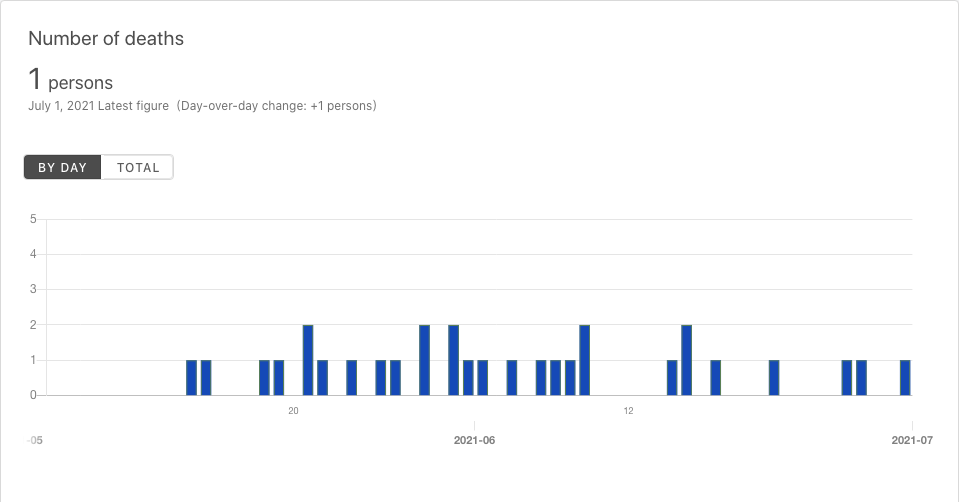 Number of deaths
1 persons
July 1, 2021 Latest figure (Day-over-day change: +1 persons)
BY DAY TOTAL
5
4
3
2
1
0
20 12
-05 2021-06 2021-07